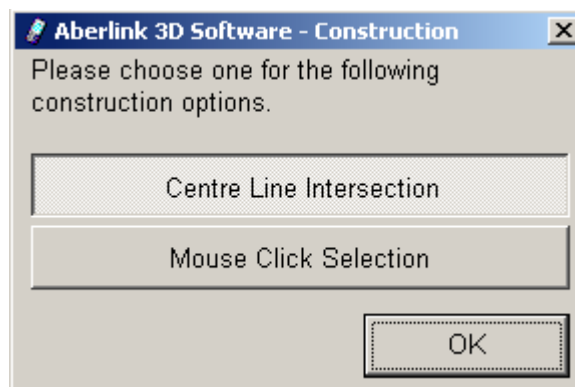 Aberlink 3D Software - Construction
Please choose one for the following
construction options.
Centre Line Intersection
Mouse Click Selection
OK